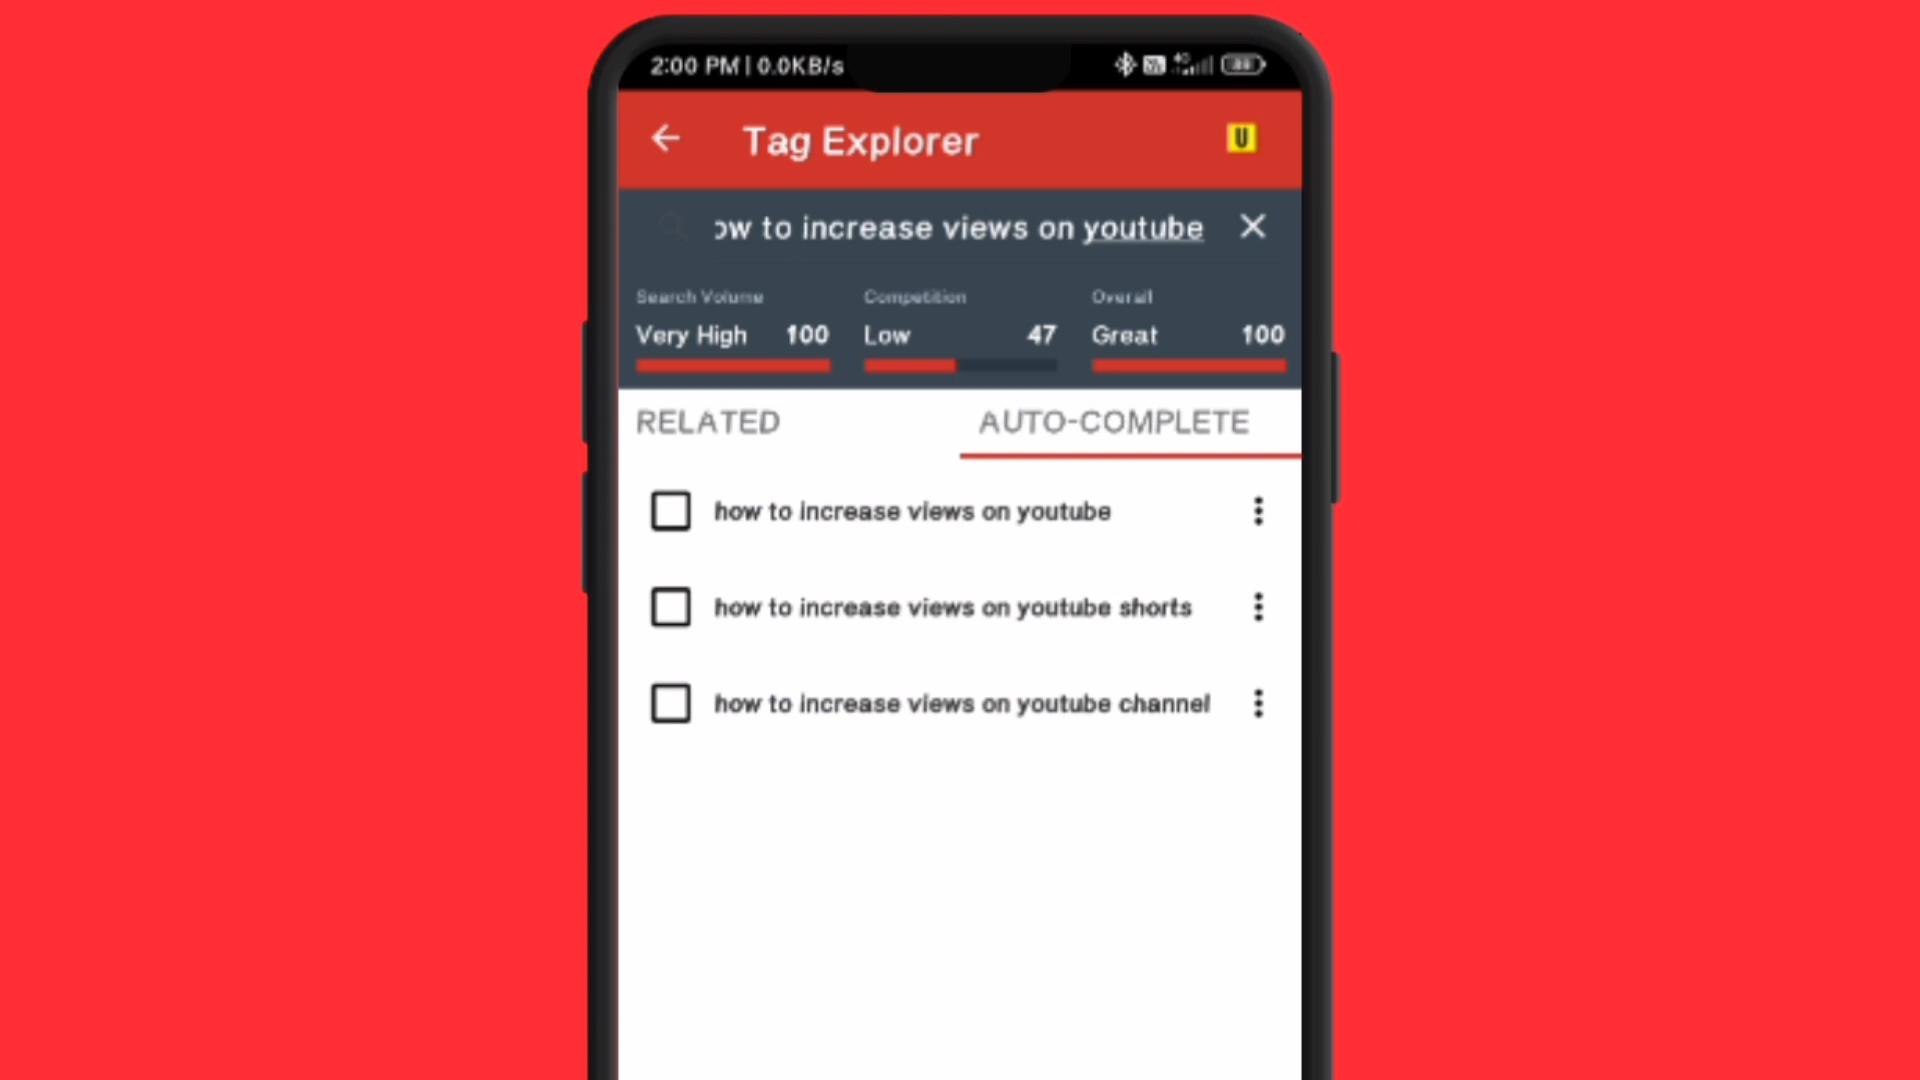 2:00 PM | 0.0KB/s
Tag Explorer
U
ow to increase views on youtube
Search Volume Competition Overall
Very High 100 Low 47 Great 100
RELATED AUTO-COMPLETE
how to increase views on youtube
how to increase views on youtube shorts
how to increase views on youtube channel